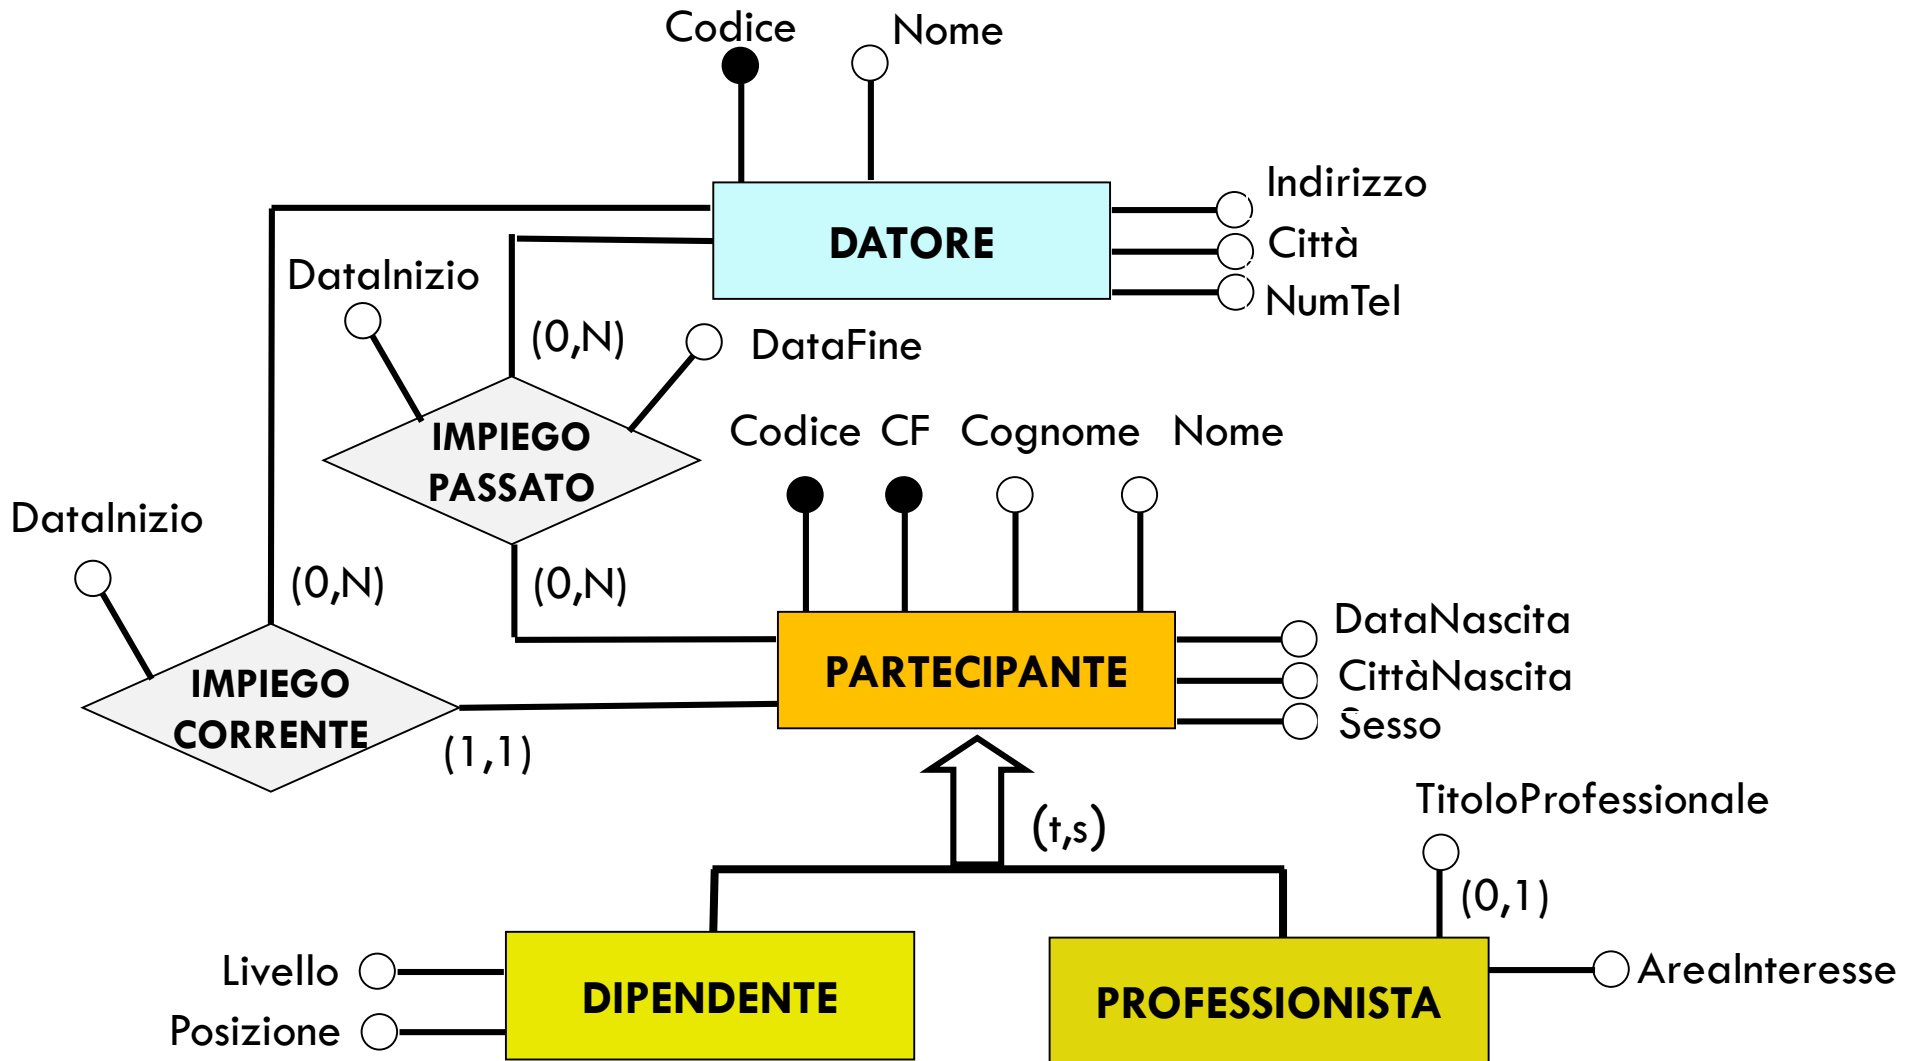 Codice
Nome
Indirizzo
DATORE
Città
NumTel
DataInizio
(0,N)
DataFine
IMPIEGO
PASSATO
Codice CF Cognome Nome
DataInizio
(0,N)
(0,N)
DataNascita
PARTECIPANTE
CittàNascita
Sesso
IMPIEGO
CORRENTE
(1,1)
TitoloProfessionale
(t,s)
(0,1)
Livello
AreaInteresse
DIPENDENTE
PROFESSIONISTA
Posizione